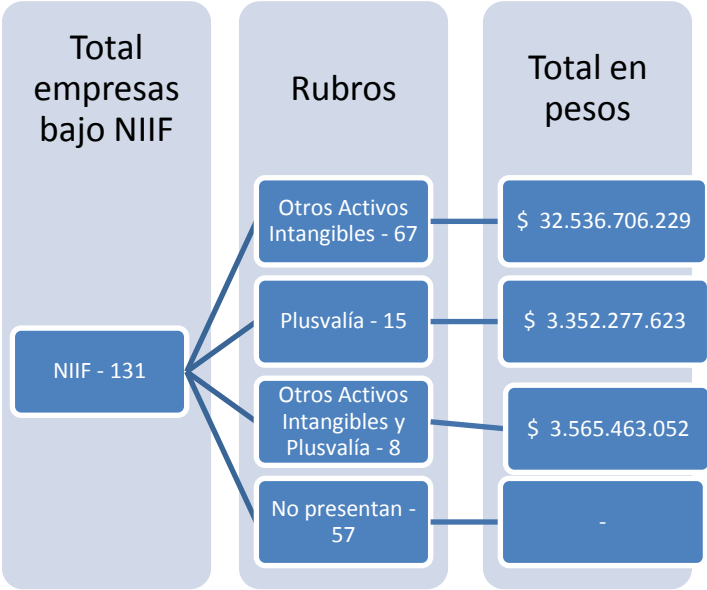 Total
empresas
bajo NIIF
Rubros
Total en
pesos
NIIF - 131
Otros Activos
Intangibles - 67
$ 32.536.706.229
Plusvalía - 15
$ 3.352.277.623
Otros Activos
Intangibles y
Plusvalía - 8
$ 3.565.463.052
No presentan -
57
-